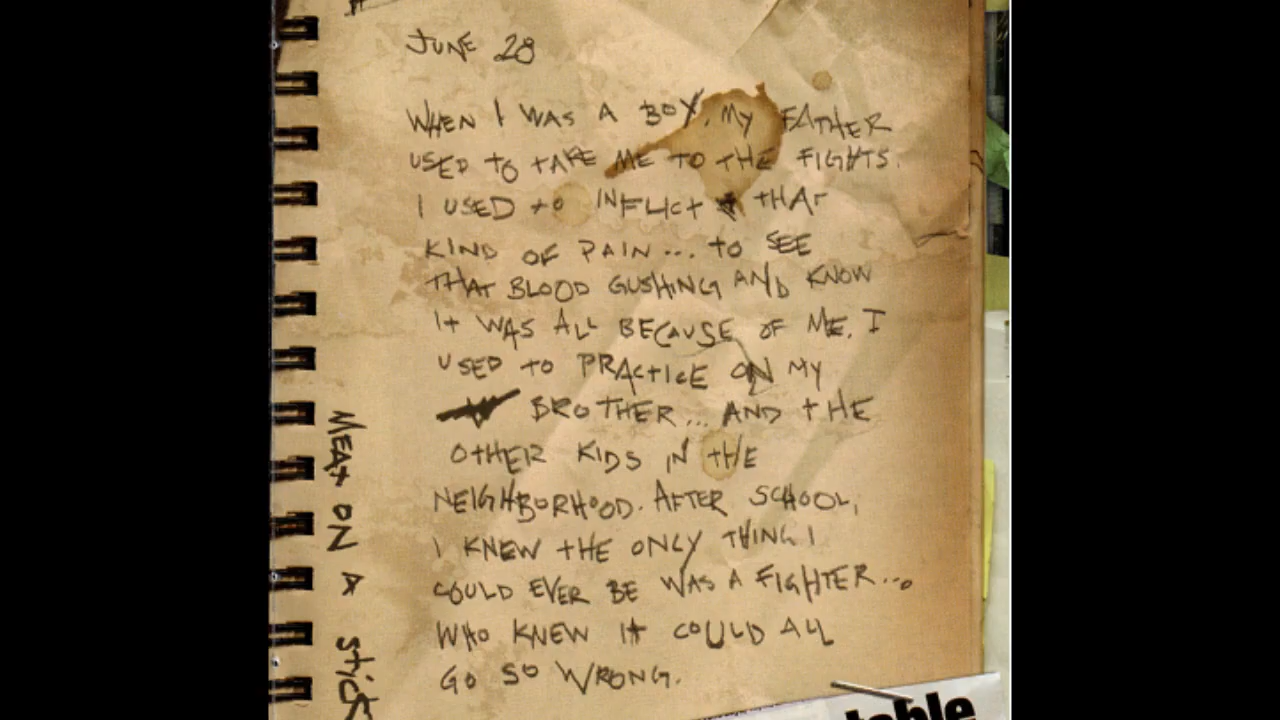 JUNE 28
WHEN I WAS A BOY, MY FATHER
USED TO TAKE ME TO THE FIGHTS.
I USED TO INFLICT THAT
KIND OF PAIN... TO SEE
THAT BLOOD GUSHING AND KNOW
IT WAS ALL BECAUSE OF ME. I
USED TO PRACTICE ON MY
BROTHER... AND THE
OTHER KIDS IN THE
NEIGHBORHOOD. AFTER SCHOOL,
I KNEW THE ONLY THING I
COULD EVER BE WAS A FIGHTER...
WHO KNEW IT COULD ALL
GO SO WRONG.
MEAT ON A STICK
table